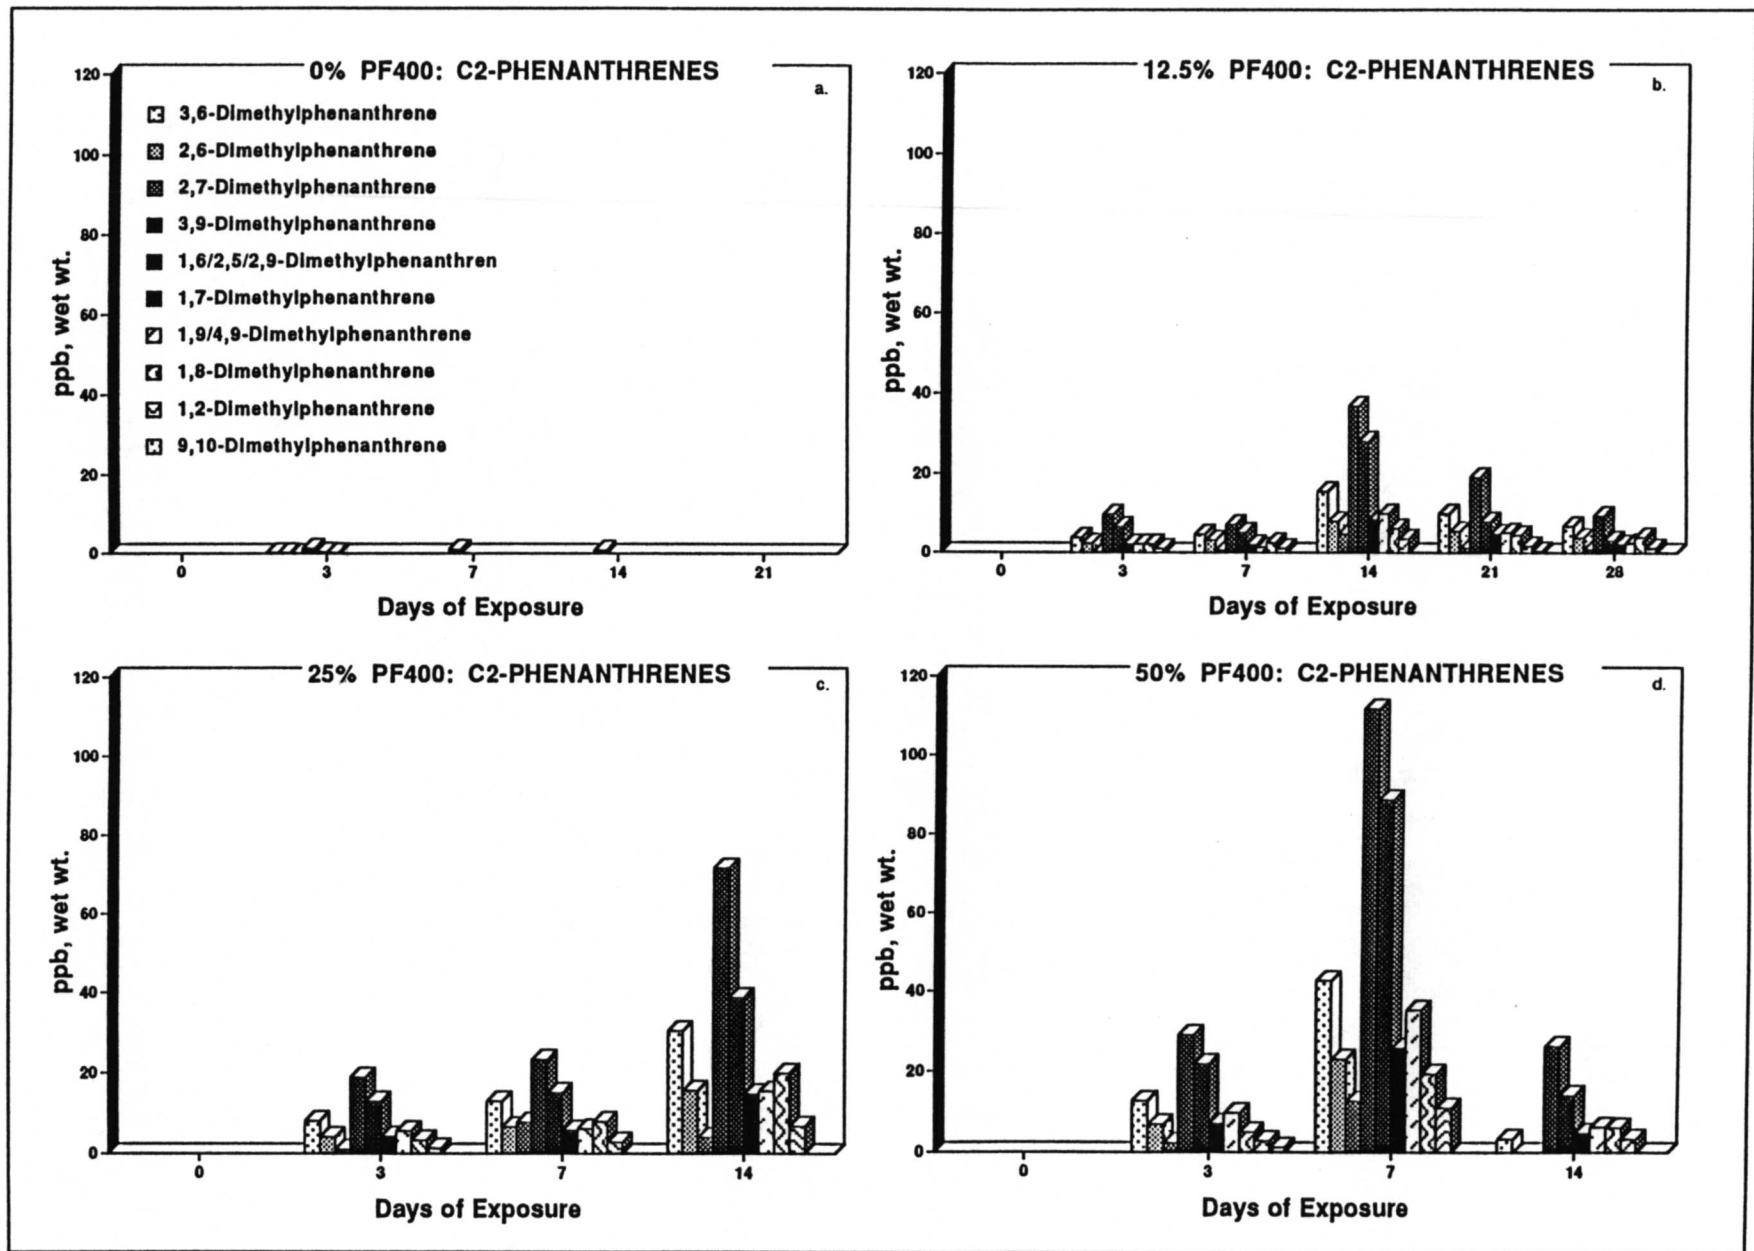 0% PF400: C2-PHENANTHRENES
a.
120
100
80
60
40
20
0
ppb, wet wt.
3,6-Dimethylphenanthrene
2,6-Dimethylphenanthrene
2,7-Dimethylphenanthrene
3,9-Dimethylphenanthrene
1,6/2,5/2,9-Dimethylphenanthren
1,7-Dimethylphenanthrene
1,9/4,9-Dimethylphenanthrene
1,8-Dimethylphenanthrene
1,2-Dimethylphenanthrene
9,10-Dimethylphenanthrene
0 3 7 14 21
Days of Exposure
12.5% PF400: C2-PHENANTHRENES
b.
120
100
80
60
40
20
0
ppb, wet wt.
0 3 7 14 21 28
Days of Exposure
25% PF400: C2-PHENANTHRENES
c.
120
100
80
60
40
20
0
ppb, wet wt.
0 3 7 14
Days of Exposure
50% PF400: C2-PHENANTHRENES
d.
120
100
80
60
40
20
0
ppb, wet wt.
0 3 7 14
Days of Exposure